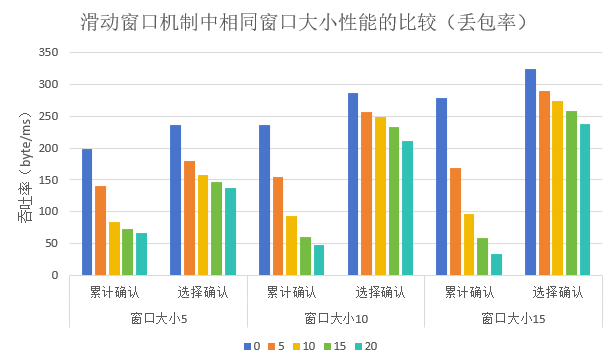 滑动窗口机制中相同窗口大小性能的比较（丢包率）
吞吐率（byte/ms）
350
300
250
200
150
100
50
0
累计确认 选择确认 累计确认 选择确认 累计确认 选择确认
窗口大小5 窗口大小10 窗口大小15
0 5 10 15 20